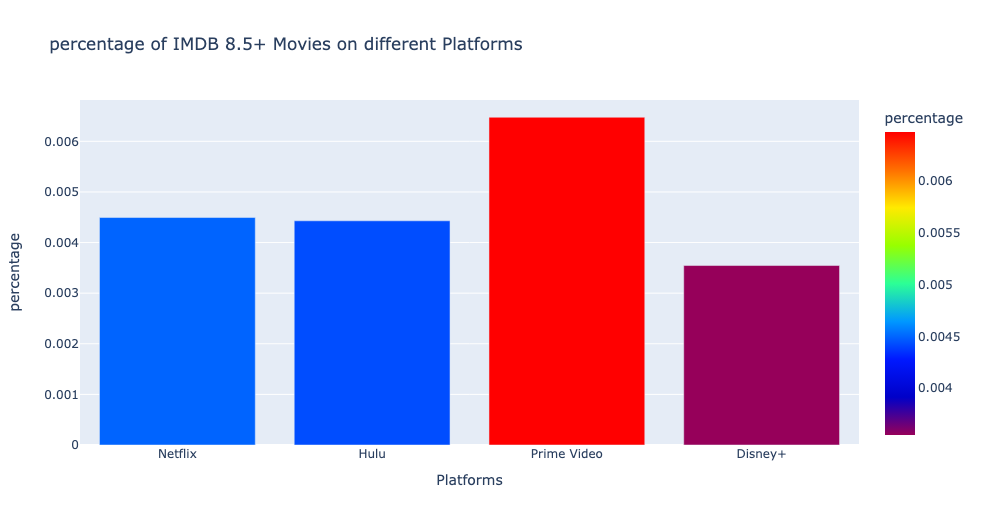 percentage of IMDB 8.5+ Movies on different Platforms
percentage
0.006
0.005
0.004
0.003
0.002
0.001
0
percentage
Netflix
Hulu
Prime Video
Disney+
Platforms
0.006
0.0055
0.005
0.0045
0.004